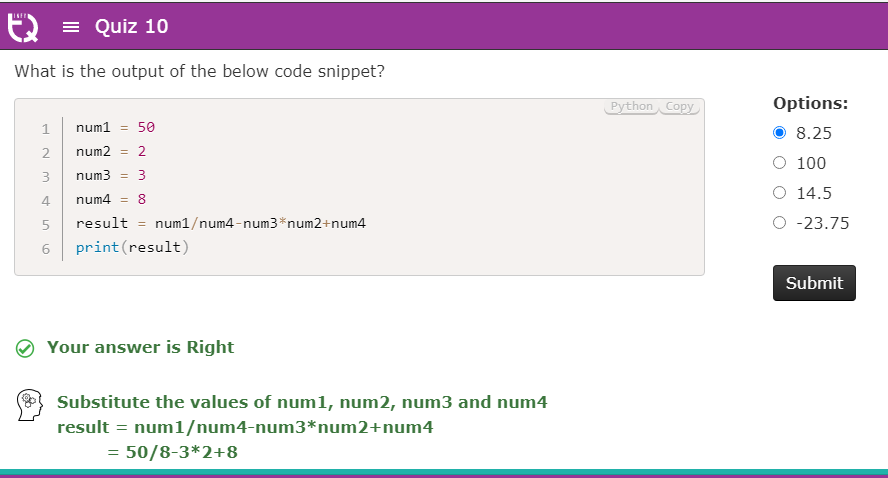 Quiz 10
What is the output of the below code snippet?
Python Copy
1 num1 = 50
2 num2 = 2
3 num3 = 3
4 num4 = 8
5 result = num1/num4-num3*num2+num4
6 print(result)
Options:
8.25
100
14.5
-23.75
Submit
Your answer is Right
Substitute the values of num1, num2, num3 and num4
result = num1/num4-num3*num2+num4
= 50/8-3*2+8